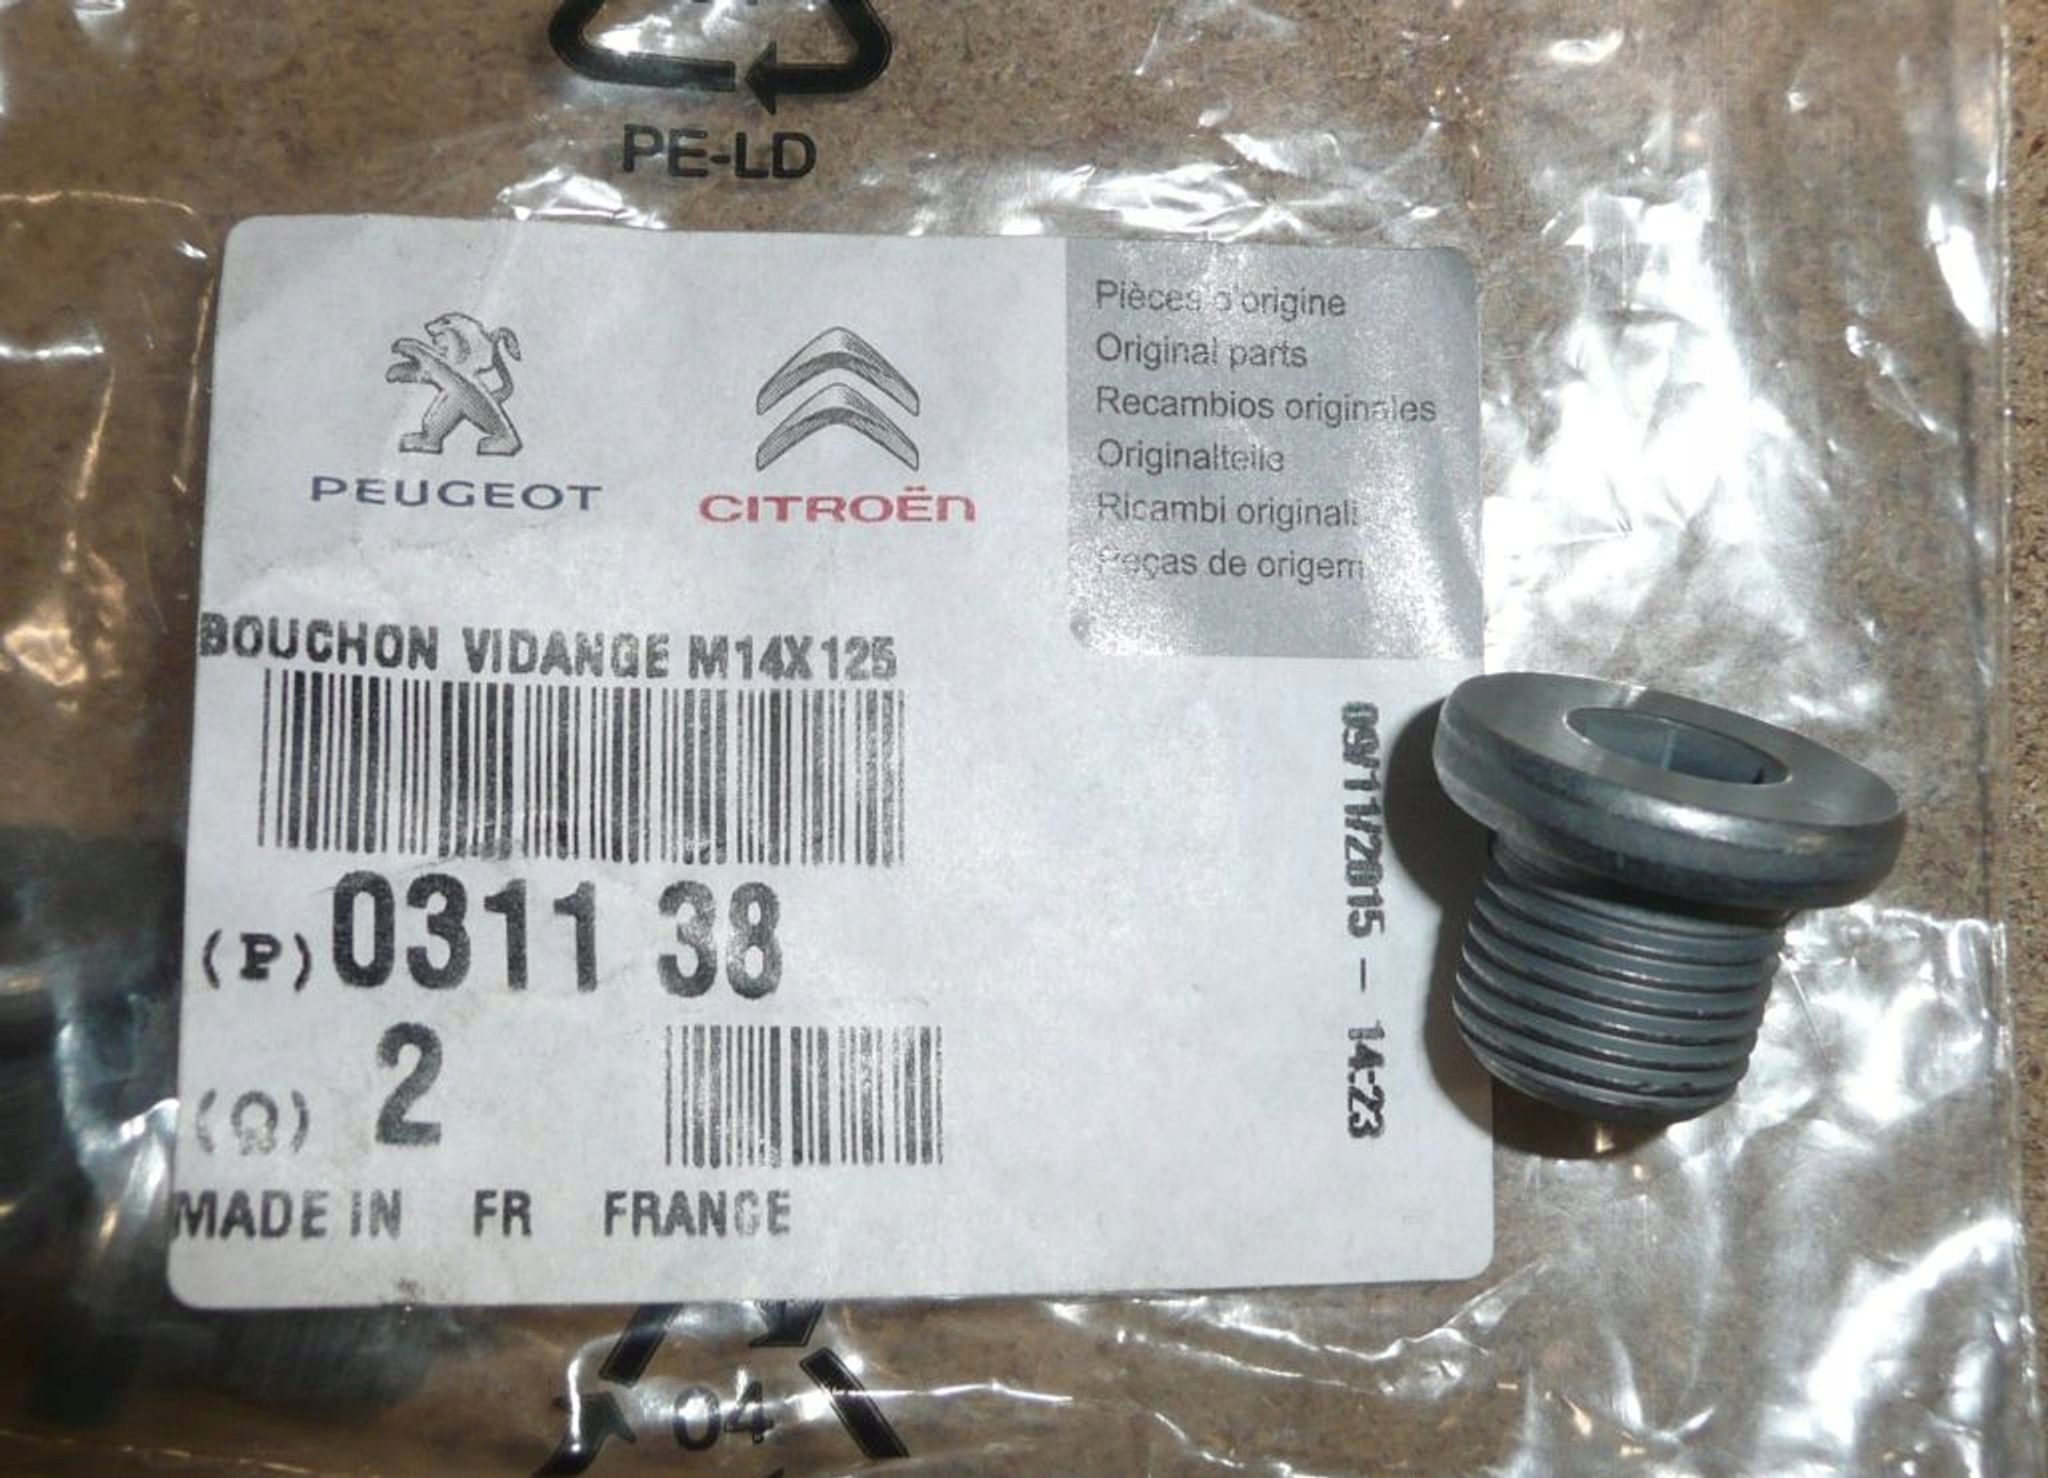 PE-LD
PEUGEOT
CITROËN
Pièces d'origine
Original parts
Recambios originales
Originalteile
Ricambi originali
Peças de origem
BOUCHON VIDANGE M14X125
(P) 0311 38
(Q) 2
MADE IN FR FRANCE
09/11/2015 - 14:23
04